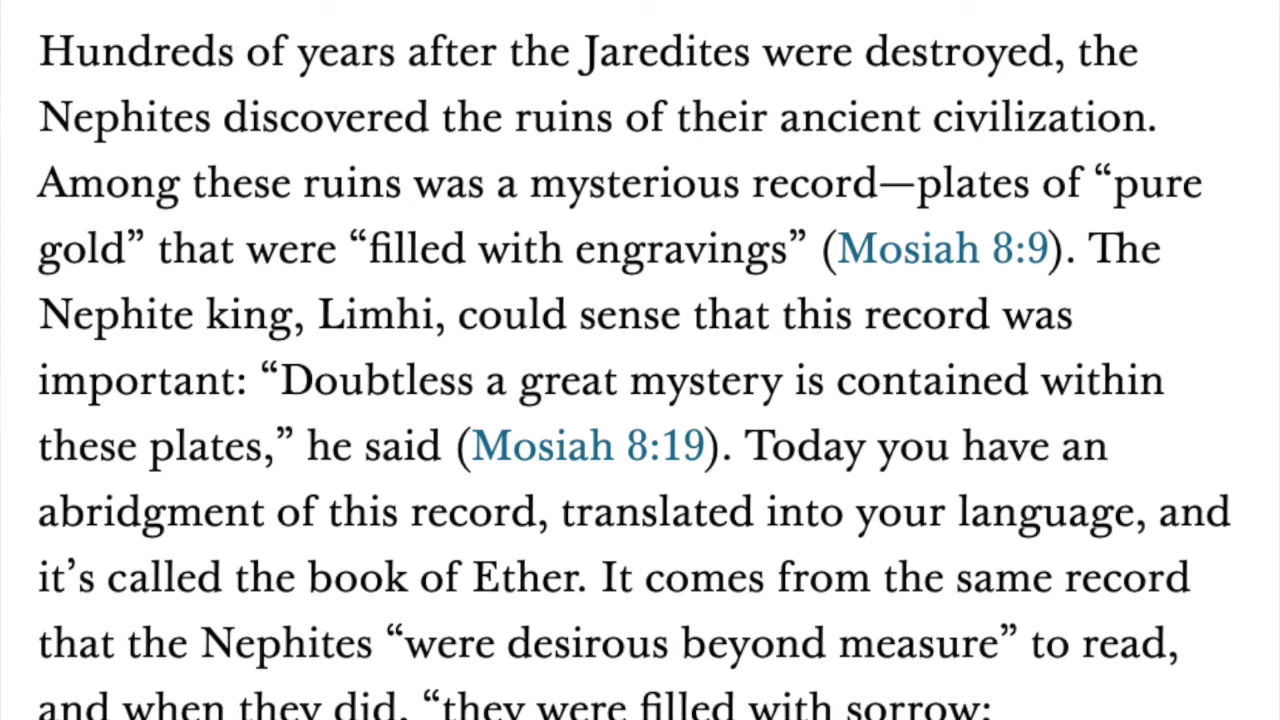 Hundreds of years after the Jaredites were destroyed, the
Nephites discovered the ruins of their ancient civilization.
Among these ruins was a mysterious record—plates of “pure
gold” that were “filled with engravings” (Mosiah 8:9). The
Nephite king, Limhi, could sense that this record was
important: “Doubtless a great mystery is contained within
these plates,” he said (Mosiah 8:19). Today you have an
abridgment of this record, translated into your language, and
it’s called the book of Ether. It comes from the same record
that the Nephites “were desirous beyond measure” to read,
and when they did, “they were filled with sorrow;